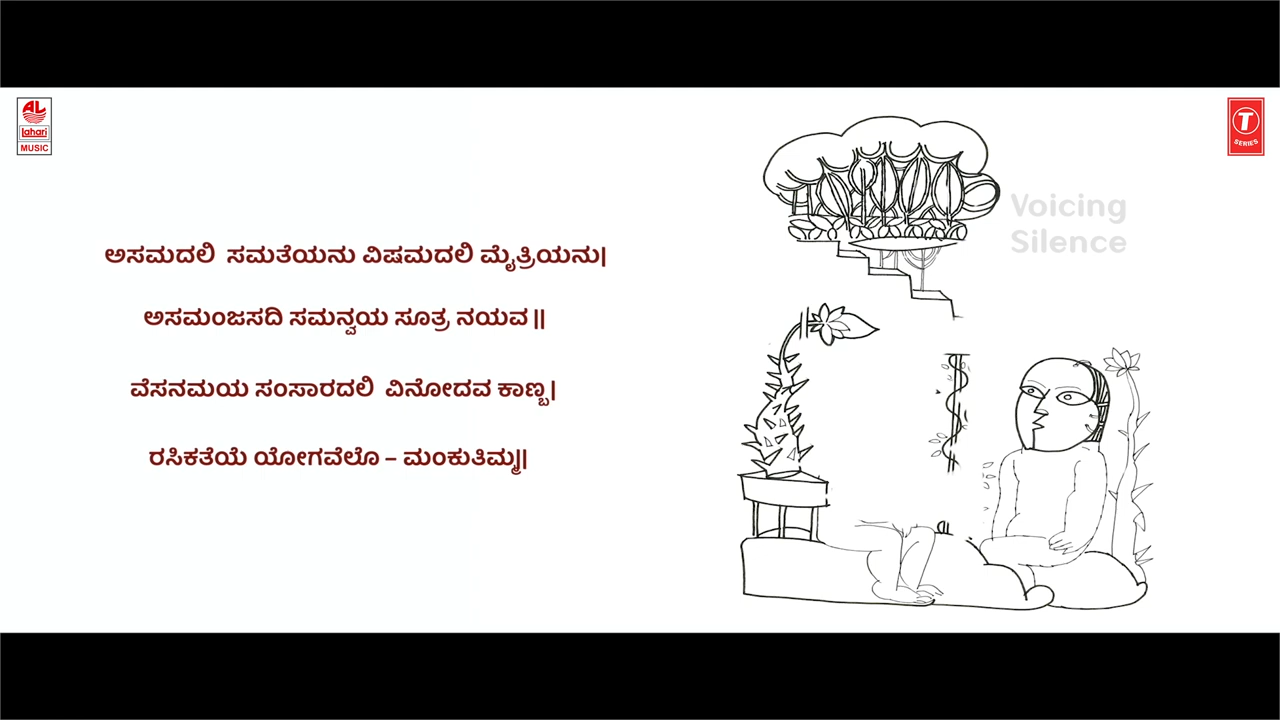 AL
Lahari
MUSIC
T
SERIES
Voicing
Silence
ಅಸಮದಲಿ ಸಮತೆಯನು ವಿಷಮದಲಿ ಮೈತ್ರಿಯನು|
ಅಸಮಂಜಸದಿ ಸಮನ್ವಯ ಸೂತ್ರ ನಯವ ||
ವೆಸನಮಯ ಸಂಸಾರದಲಿ ವಿನೋದವ ಕಾಣ್ಬ|
ರಸಿಕತೆಯೆ ಯೋಗವೆಲೊ – ಮಂಕುತಿಮ್ಮ||